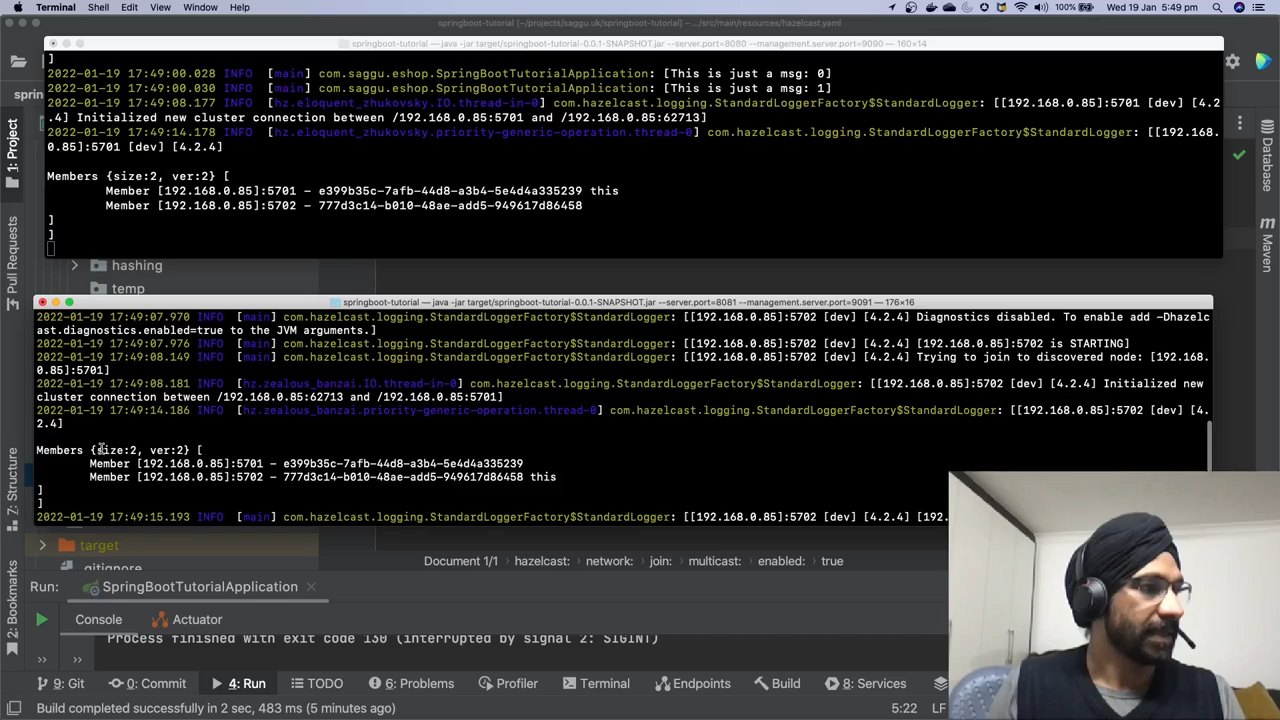 Terminal Shell Edit View Window Help 100% Wed 19 Jan 5:49 pm
springboot-tutorial [~/projects/saggu.uk/springboot-tutorial] - .../src/main/resources/hazelcast.yaml
springboot-tutorial — java -jar target/springboot-tutorial-0.0.1-SNAPSHOT.jar --server.port=8080 --management.server.port=9090 — 160×14
]
2022-01-19 17:49:00.028 INFO [main] com.saggu.eshop.SpringBootTutorialApplication: [This is just a msg: 0]
2022-01-19 17:49:00.030 INFO [main] com.saggu.eshop.SpringBootTutorialApplication: [This is just a msg: 1]
2022-01-19 17:49:08.177 INFO [hz.eloquent_zhukovsky.IO.thread-in-0] com.hazelcast.logging.StandardLoggerFactory$StandardLogger: [[192.168.0.85]:5701 [dev] [4.2
.4] Initialized new cluster connection between /192.168.0.85:5701 and /192.168.0.85:62713]
2022-01-19 17:49:14.178 INFO [hz.eloquent_zhukovsky.priority-generic-operation.thread-0] com.hazelcast.logging.StandardLoggerFactory$StandardLogger: [[192.168.
0.85]:5701 [dev] [4.2.4]
Members {size:2, ver:2} [
Member [192.168.0.85]:5701 - e399b35c-7afb-44d8-a3b4-5e4d4a335239 this
Member [192.168.0.85]:5702 - 777d3c14-b010-48ae-add5-949617d86458
]
]
hashing
temp
springboot-tutorial — java -jar target/springboot-tutorial-0.0.1-SNAPSHOT.jar --server.port=8081 --management.server.port=9091 — 176×16
2022-01-19 17:49:07.970 INFO [main] com.hazelcast.logging.StandardLoggerFactory$StandardLogger: [[192.168.0.85]:5702 [dev] [4.2.4] Diagnostics disabled. To enable add -Dhazelc
ast.diagnostics.enabled=true to the JVM arguments.]
2022-01-19 17:49:07.976 INFO [main] com.hazelcast.logging.StandardLoggerFactory$StandardLogger: [[192.168.0.85]:5702 [dev] [4.2.4] [192.168.0.85]:5702 is STARTING]
2022-01-19 17:49:08.149 INFO [main] com.hazelcast.logging.StandardLoggerFactory$StandardLogger: [[192.168.0.85]:5702 [dev] [4.2.4] Trying to join to discovered node: [192.168.
0.85]:5701]
2022-01-19 17:49:08.181 INFO [hz.zealous_banzai.IO.thread-in-0] com.hazelcast.logging.StandardLoggerFactory$StandardLogger: [[192.168.0.85]:5702 [dev] [4.2.4] Initialized new
cluster connection between /192.168.0.85:62713 and /192.168.0.85:5701]
2022-01-19 17:49:14.186 INFO [hz.zealous_banzai.priority-generic-operation.thread-0] com.hazelcast.logging.StandardLoggerFactory$StandardLogger: [[192.168.0.85]:5702 [dev] [4.
2.4]
Members {size:2, ver:2} [
Member [192.168.0.85]:5701 - e399b35c-7afb-44d8-a3b4-5e4d4a335239
Member [192.168.0.85]:5702 - 777d3c14-b010-48ae-add5-949617d86458 this
]
]
2022-01-19 17:49:15.193 INFO [main] com.hazelcast.logging.StandardLoggerFactory$StandardLogger: [[192.168.0.85]:5702 [dev] [4.2.4] [192.
target
.gitignore
Document 1/1 hazelcast: network: join: multicast: enabled: true
Run: SpringBootTutorialApplication
Console Actuator
Process finished with exit code 130 (interrupted by signal 2: SIGINT)
9: Git 0: Commit 4: Run TODO 6: Problems Profiler Terminal Endpoints Build 8: Services
Build completed successfully in 2 sec, 483 ms (5 minutes ago) 5:22 LF
sprin
1: Project
Pull Requests
7: Structure
2: Bookmarks
Database
Maven